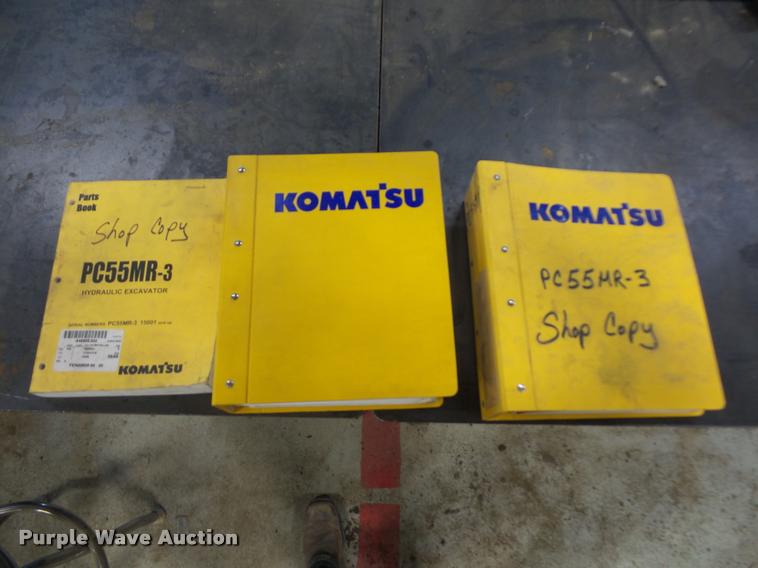 Parts
Book
Shop Copy
PC55MR-3
HYDRAULIC EXCAVATOR
SERIAL NUMBERS PC55MR-3 15001
KOMATSU
KOMATSU
KOMATSU
PC55MR-3
Shop Copy
Purple Wave Auction